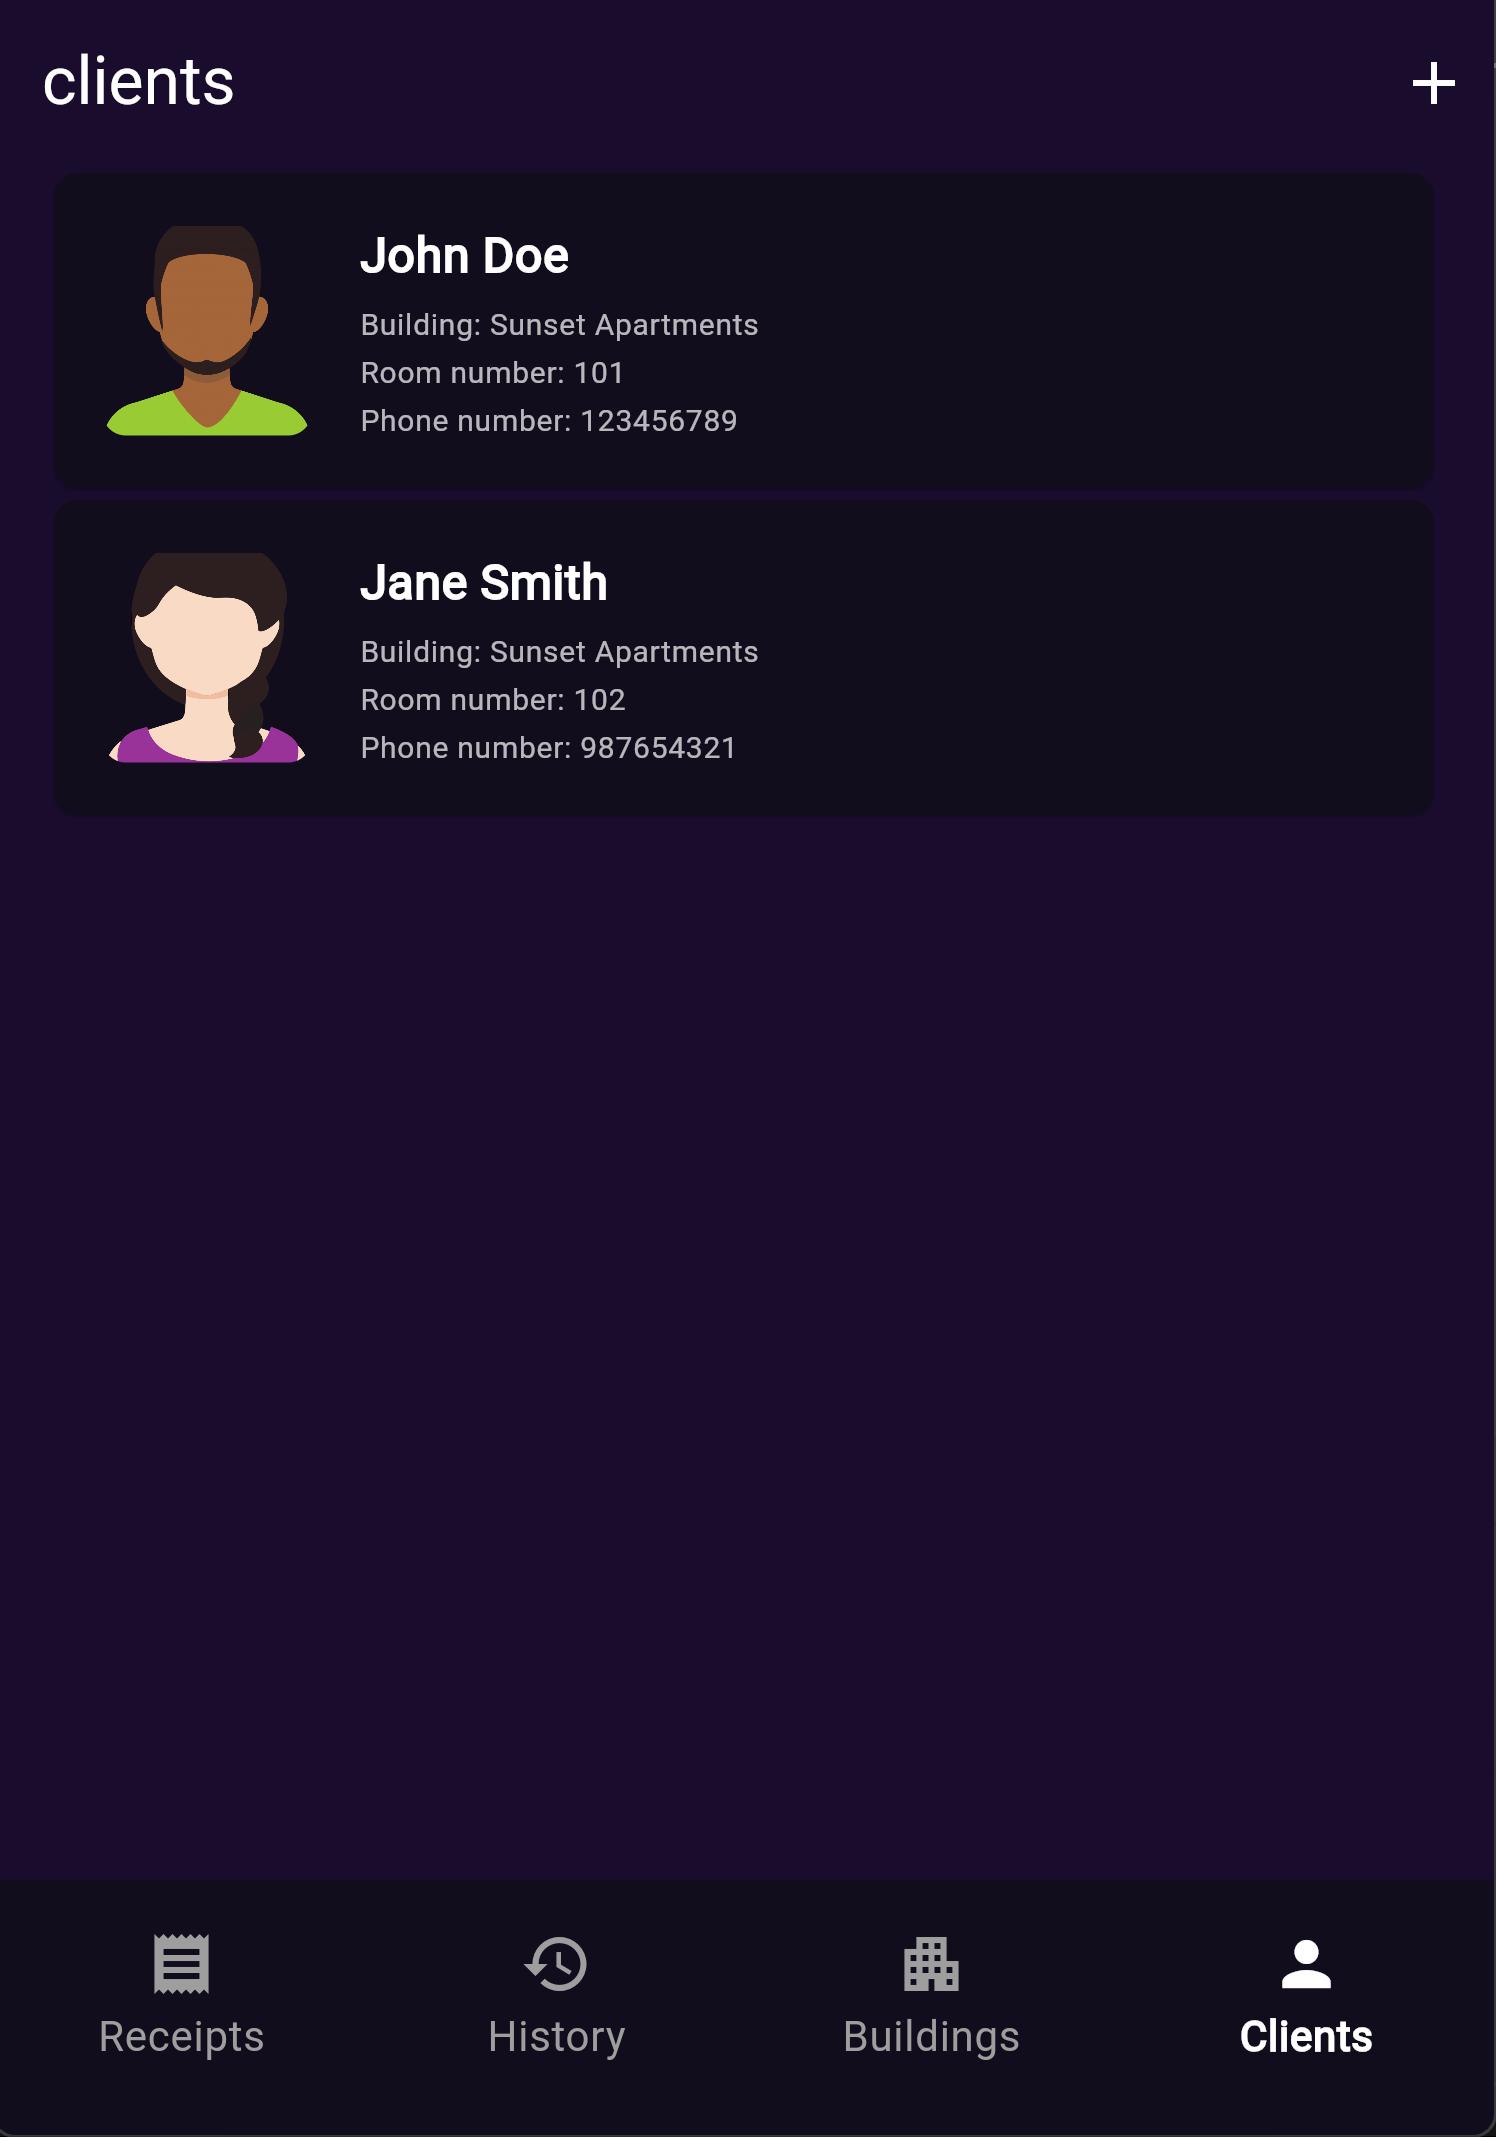 clients
John Doe
Building: Sunset Apartments
Room number: 101
Phone number: 123456789
Jane Smith
Building: Sunset Apartments
Room number: 102
Phone number: 987654321
Receipts
History
Buildings
Clients